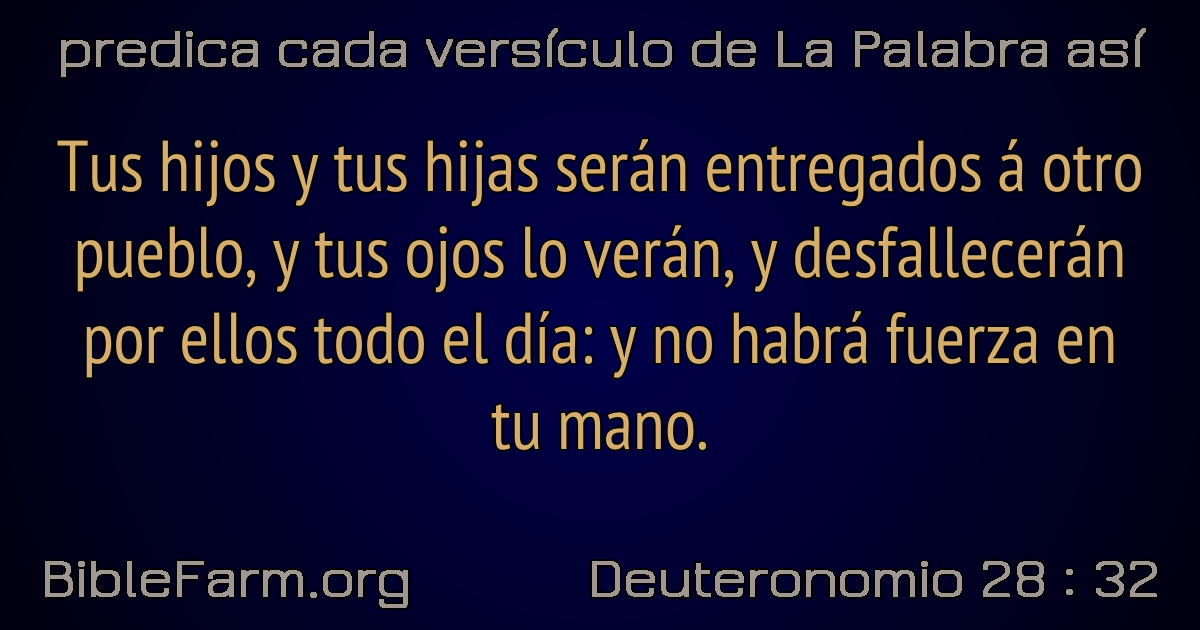 predica cada versículo de La Palabra así
Tus hijos y tus hijas serán entregados á otro
pueblo, y tus ojos lo verán, y desfallecerán
por ellos todo el día: y no habrá fuerza en
tu mano.
BibleFarm.org
Deuteronomio 28 : 32